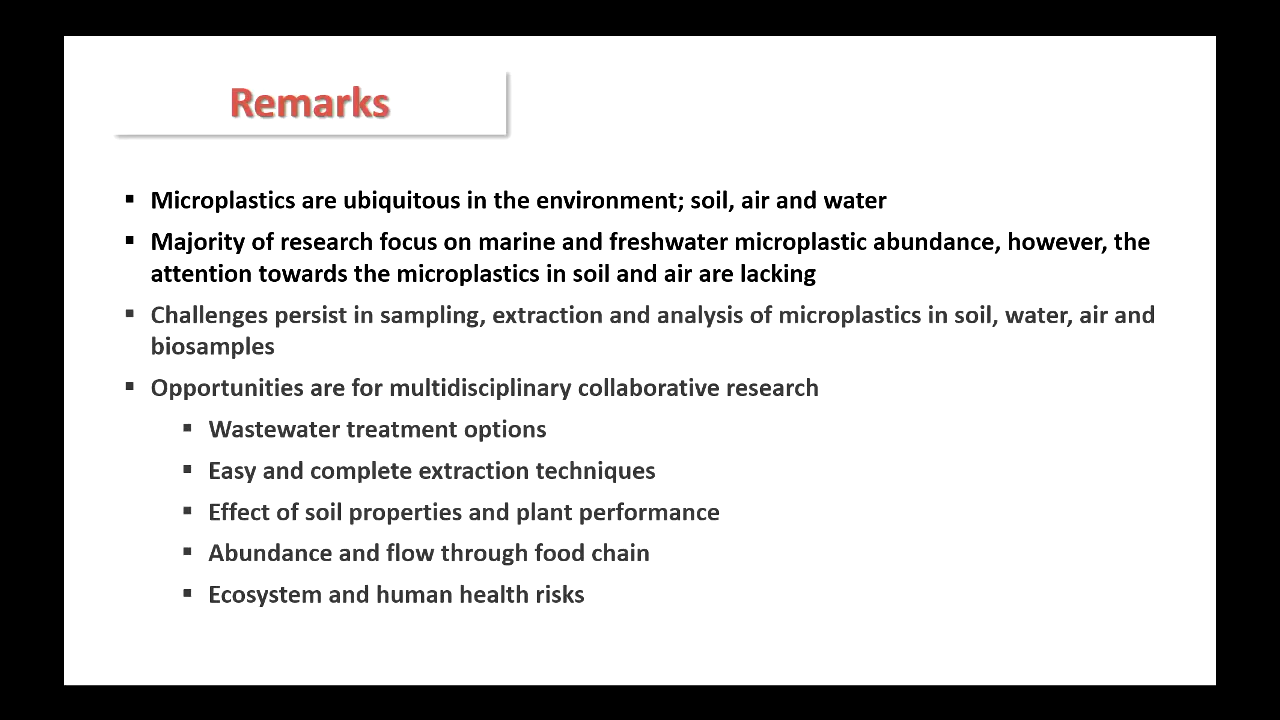 Remarks
▪ Microplastics are ubiquitous in the environment; soil, air and water
▪ Majority of research focus on marine and freshwater microplastic abundance, however, the
attention towards the microplastics in soil and air are lacking
▪ Challenges persist in sampling, extraction and analysis of microplastics in soil, water, air and
biosamples
▪ Opportunities are for multidisciplinary collaborative research
▪ Wastewater treatment options
▪ Easy and complete extraction techniques
▪ Effect of soil properties and plant performance
▪ Abundance and flow through food chain
▪ Ecosystem and human health risks